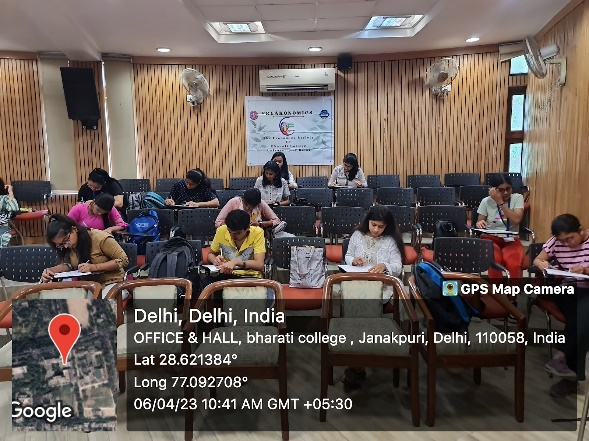 ELAKONOMICS
GPS Map Camera
Delhi, Delhi, India
OFFICE & HALL, bharati college , Janakpuri, Delhi, 110058, India
Lat 28.621384°
Long 77.092708°
06/04/23 10:41 AM GMT +05:30
Google